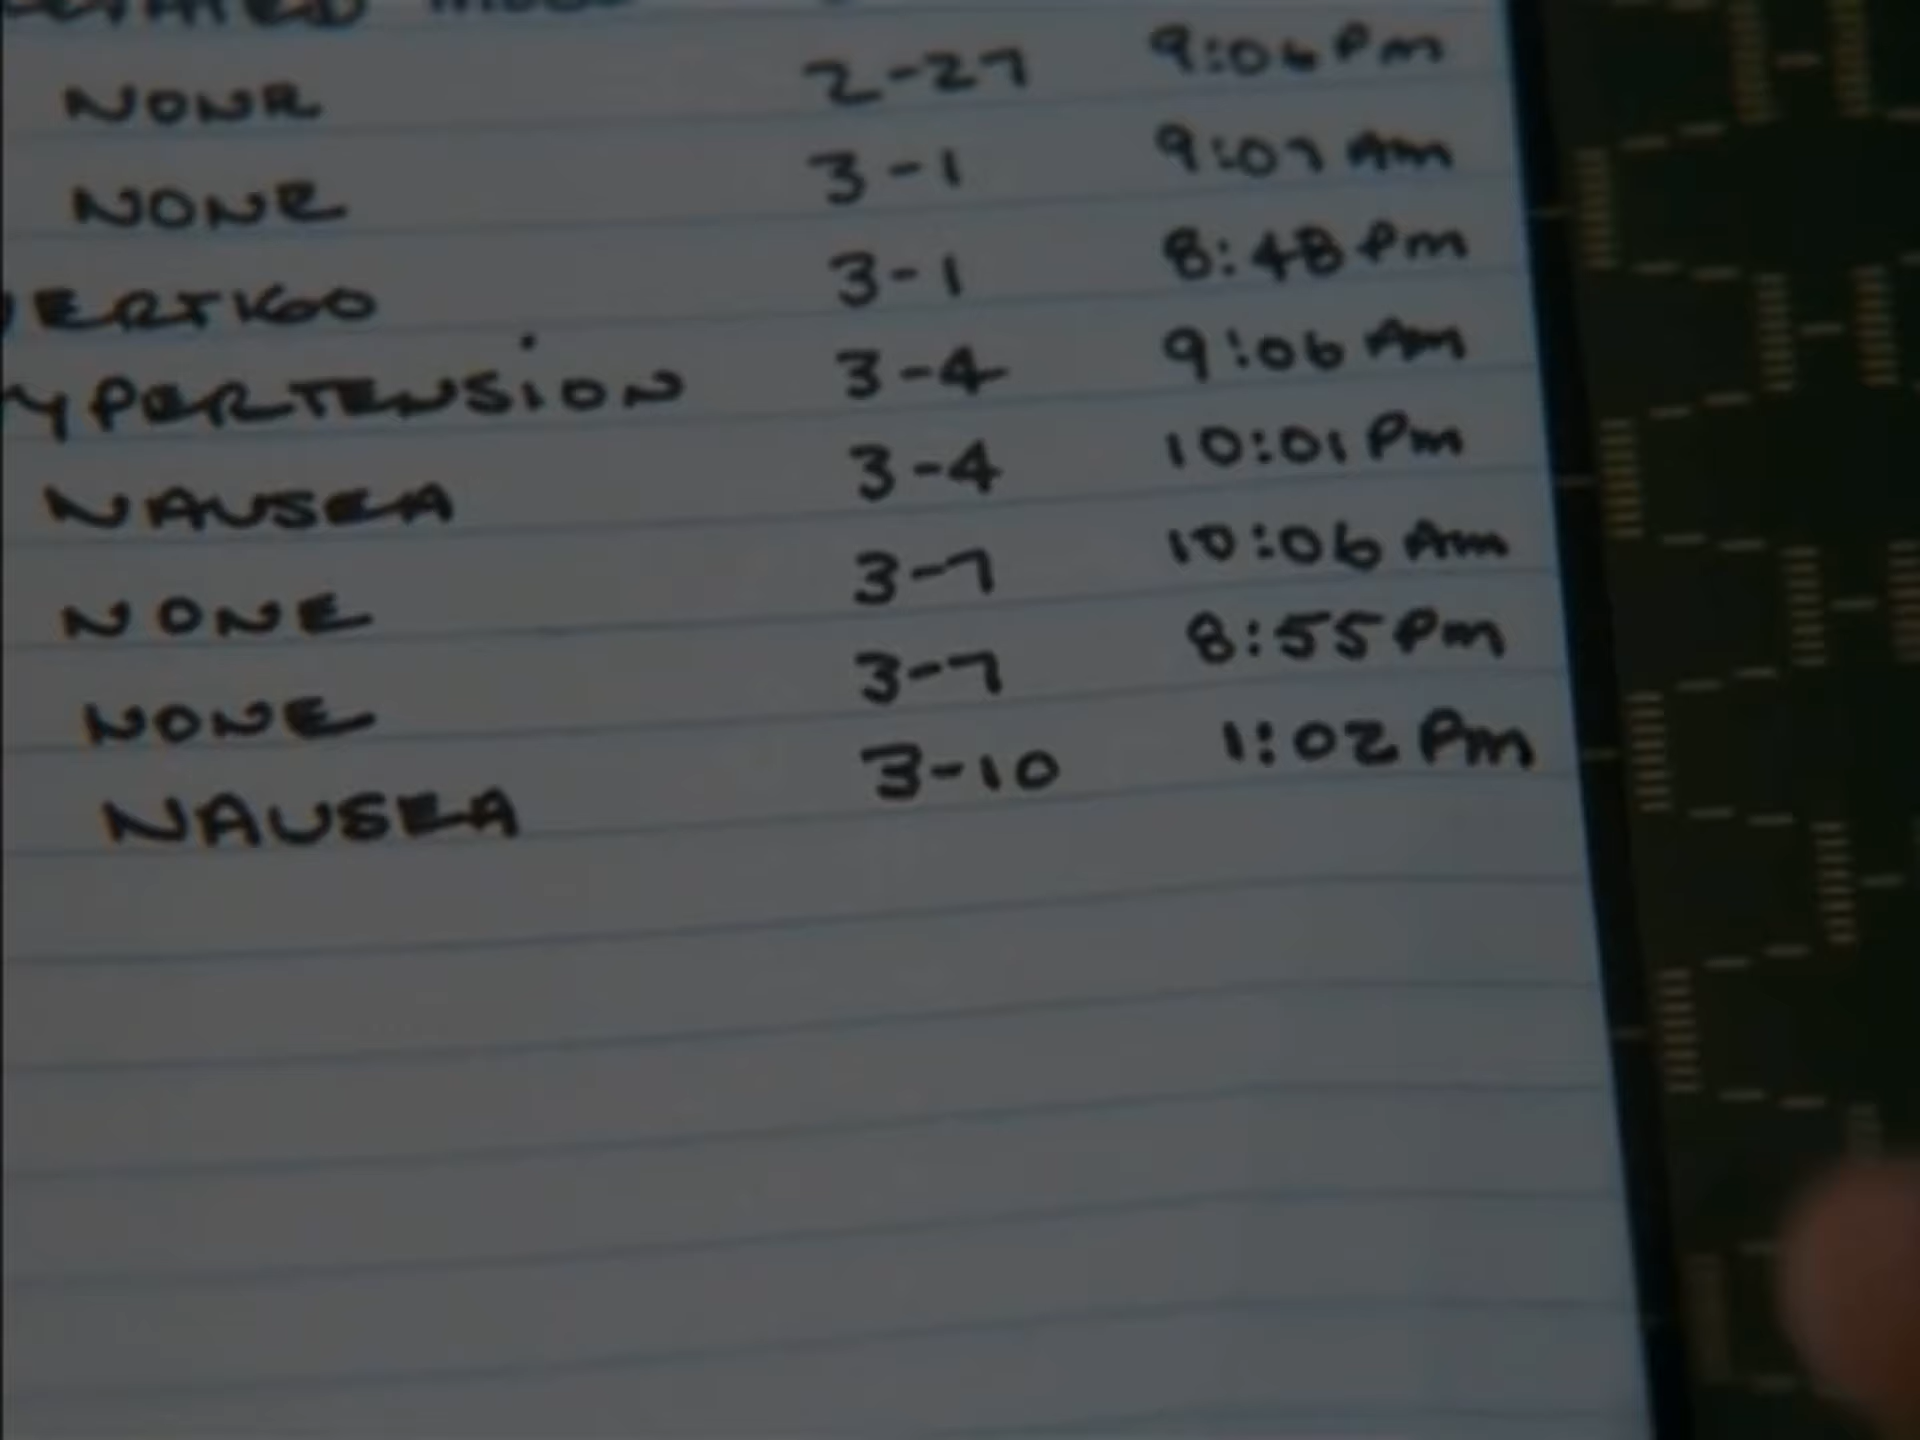 NONE 2-27 9:06 PM
NONE 3-1 9:07 AM
VERTIGO 3-1 8:48 PM
YPERTENSION 3-4 9:06 AM
NAUSEA 3-4 10:01 PM
NONE 3-7 10:06 AM
NONE 3-7 8:55 PM
NAUSEA 3-10 1:02 PM